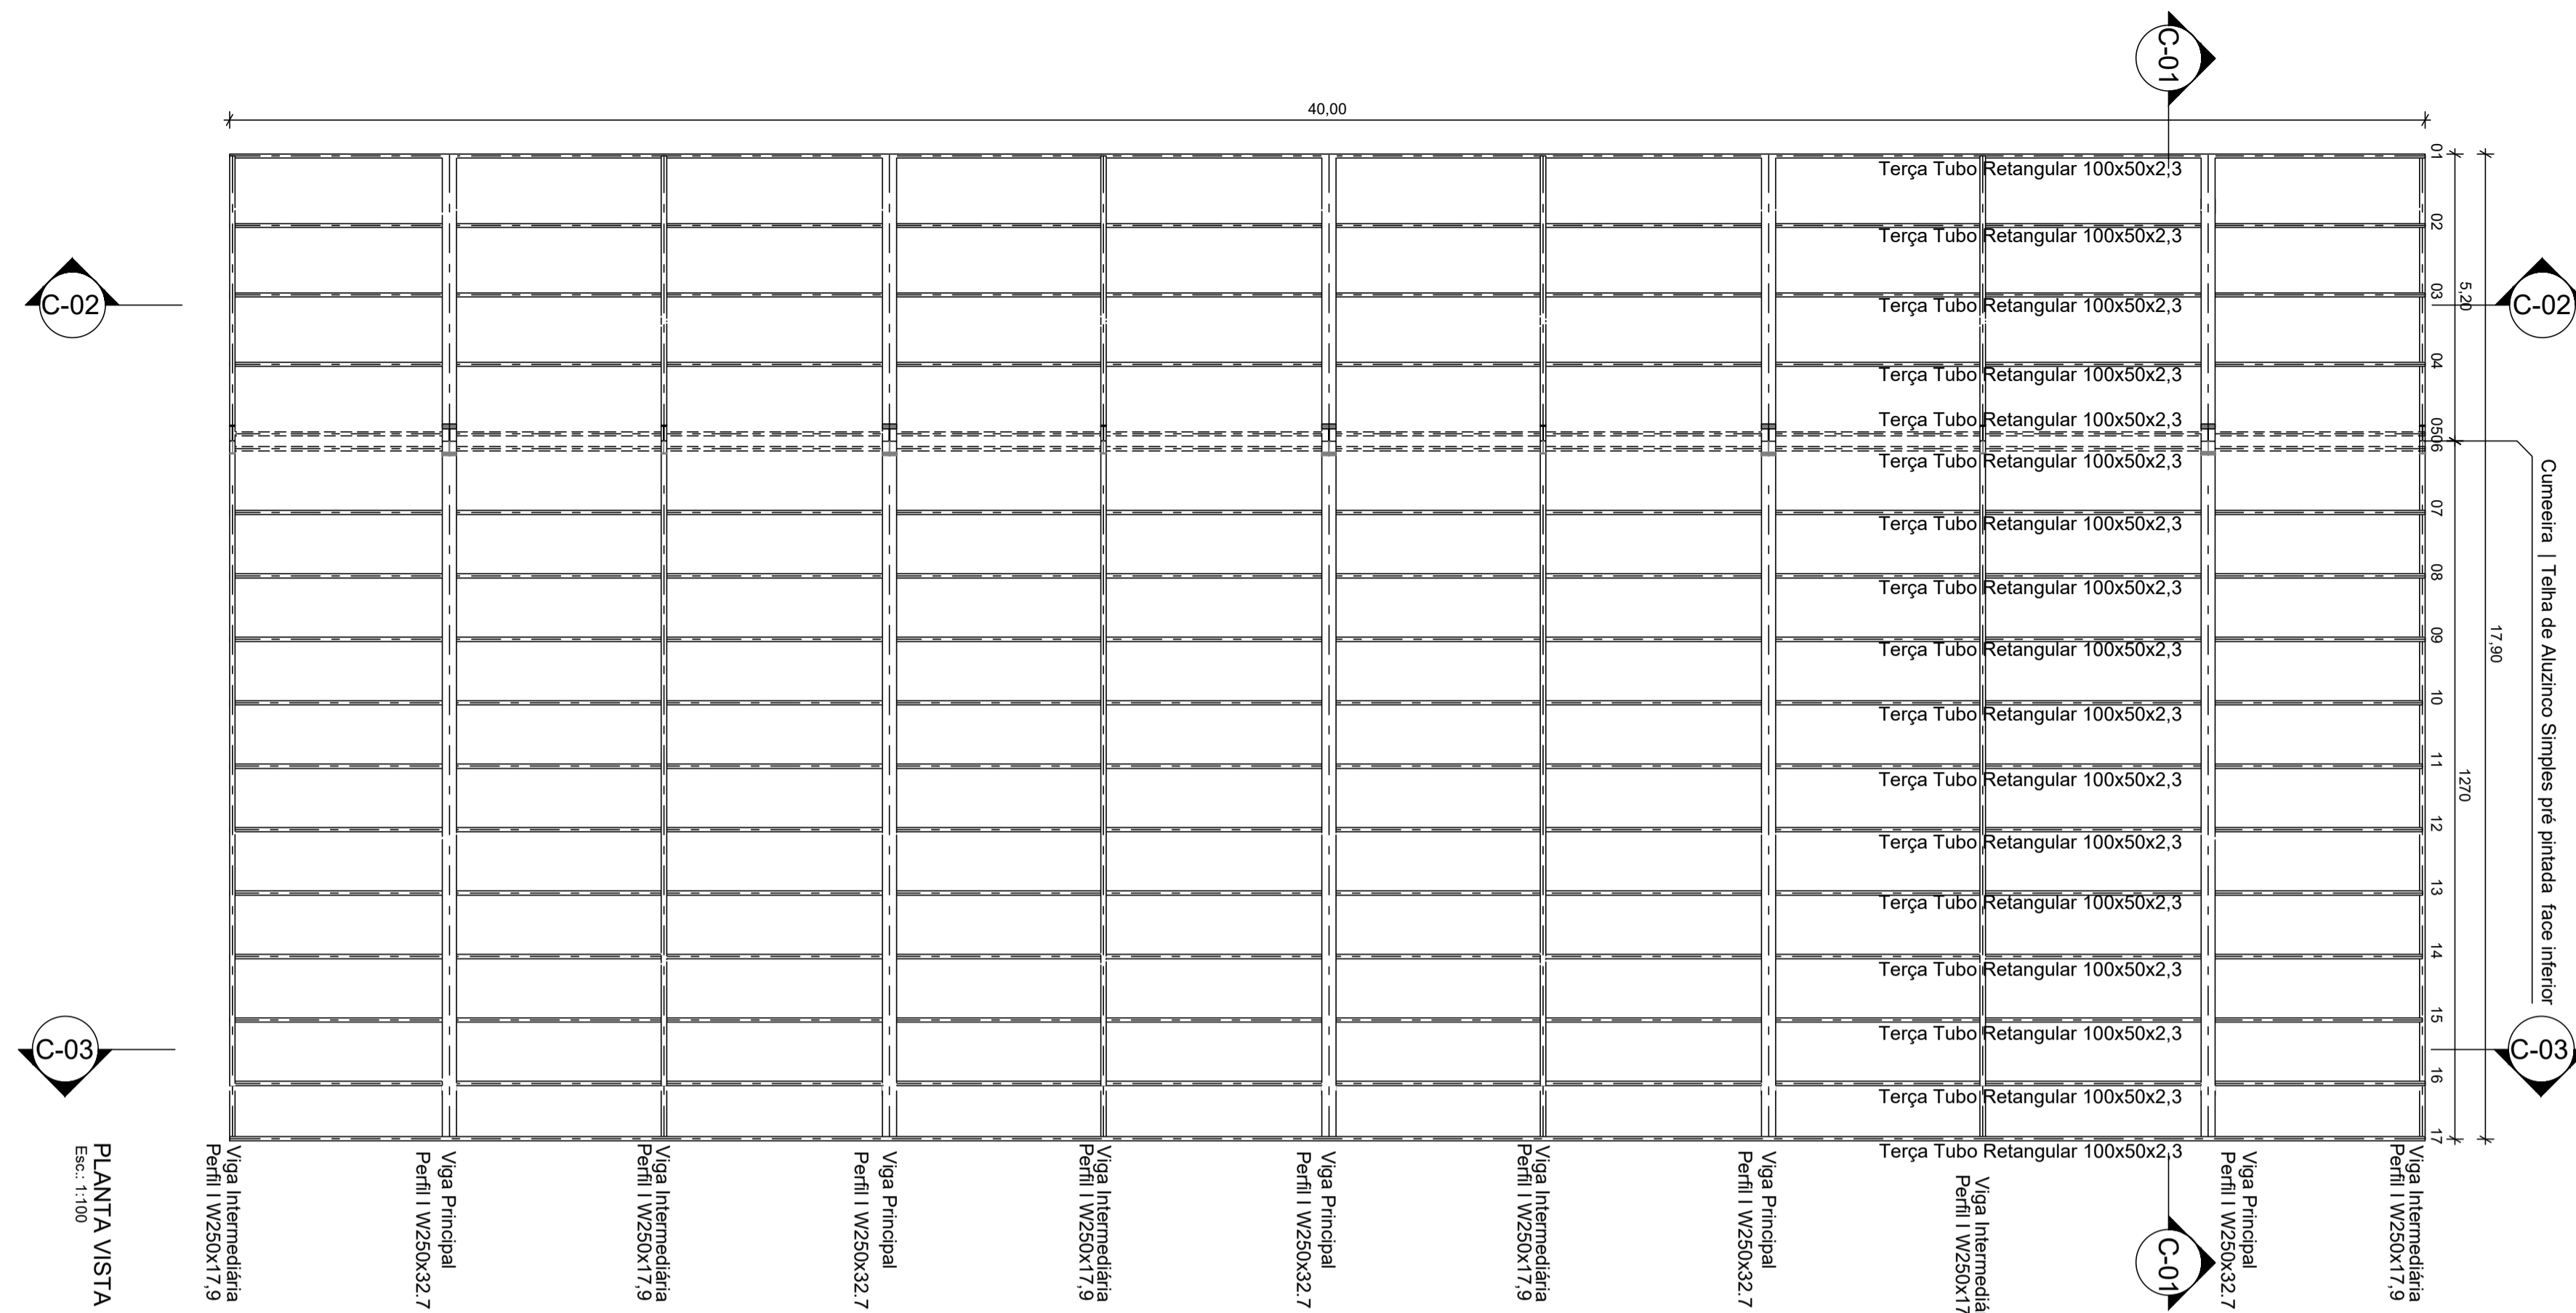 C-01
40,00
01
Terça Tubo Retangular 100x50x2,3
02
Terça Tubo Retangular 100x50x2,3
C-02
C-02
5,20
03
Terça Tubo Retangular 100x50x2,3
04
Terça Tubo Retangular 100x50x2,3
Terça Tubo Retangular 100x50x2,3
05
06
Terça Tubo Retangular 100x50x2,3
Cumeeira | Telha de Aluzinco Simples pré pintada face inferior
07
Terça Tubo Retangular 100x50x2,3
08
Terça Tubo Retangular 100x50x2,3
09
17,90
Terça Tubo Retangular 100x50x2,3
10
Terça Tubo Retangular 100x50x2,3
11
1270
Terça Tubo Retangular 100x50x2,3
12
Terça Tubo Retangular 100x50x2,3
13
Terça Tubo Retangular 100x50x2,3
14
Terça Tubo Retangular 100x50x2,3
15
Terça Tubo Retangular 100x50x2,3
C-03
C-03
16
Terça Tubo Retangular 100x50x2,3
17
Terça Tubo Retangular 100x50x2,3
PLANTA VISTA
Esc.: 1:100
Viga Intermediária
Perfil I W250x17,9
Viga Principal
Perfil I W250x32.7
Viga Intermediária
Perfil I W250x17,9
Viga Principal
Perfil I W250x32.7
Viga Intermediária
Perfil I W250x17,9
Viga Principal
Perfil I W250x32.7
Viga Intermediária
Perfil I W250x17,9
Viga Principal
Perfil I W250x32.7
Viga Intermediá
Perfil I W250x17
C-01
Viga Principal
Perfil I W250x32.7
Viga Intermediária
Perfil I W250x17,9